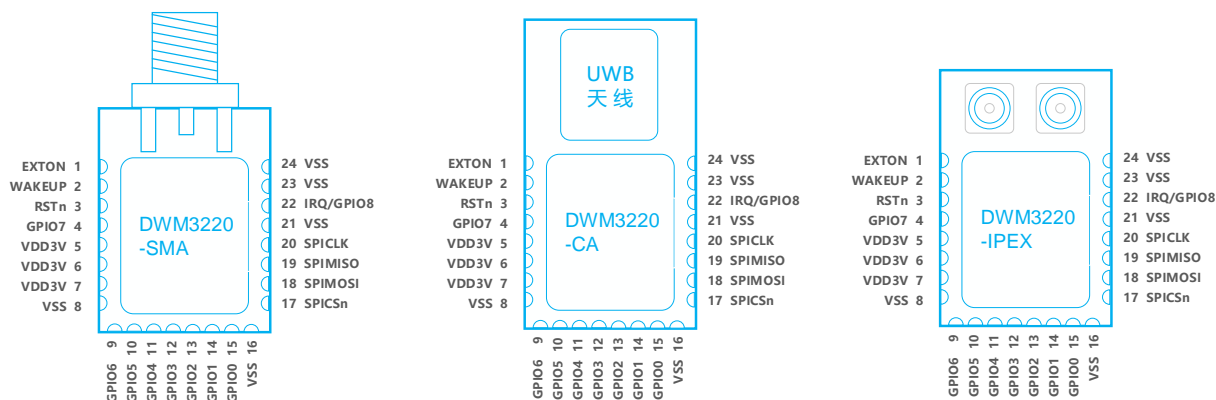 EXTON 1
WAKEUP 2
RSTn 3
GPIO7 4
VDD3V 5
VDD3V 6
VDD3V 7
VSS 8
DWM3220
-SMA
24 VSS
23 VSS
22 IRQ/GPIO8
21 VSS
20 SPICLK
19 SPIMISO
18 SPIMOSI
17 SPICSn
GPIO6 9
GPIO5 10
GPIO4 11
GPIO3 12
GPIO2 13
GPIO1 14
GPIO0 15
VSS 16
UWB
天线
EXTON 1
WAKEUP 2
RSTn 3
GPIO7 4
VDD3V 5
VDD3V 6
VDD3V 7
VSS 8
DWM3220
-CA
24 VSS
23 VSS
22 IRQ/GPIO8
21 VSS
20 SPICLK
19 SPIMISO
18 SPIMOSI
17 SPICSn
GPIO6 9
GPIO5 10
GPIO4 11
GPIO3 12
GPIO2 13
GPIO1 14
GPIO0 15
VSS 16
EXTON 1
WAKEUP 2
RSTn 3
GPIO7 4
VDD3V 5
VDD3V 6
VDD3V 7
VSS 8
DWM3220
-IPEX
24 VSS
23 VSS
22 IRQ/GPIO8
21 VSS
20 SPICLK
19 SPIMISO
18 SPIMOSI
17 SPICSn
GPIO6 9
GPIO5 10
GPIO4 11
GPIO3 12
GPIO2 13
GPIO1 14
GPIO0 15
VSS 16